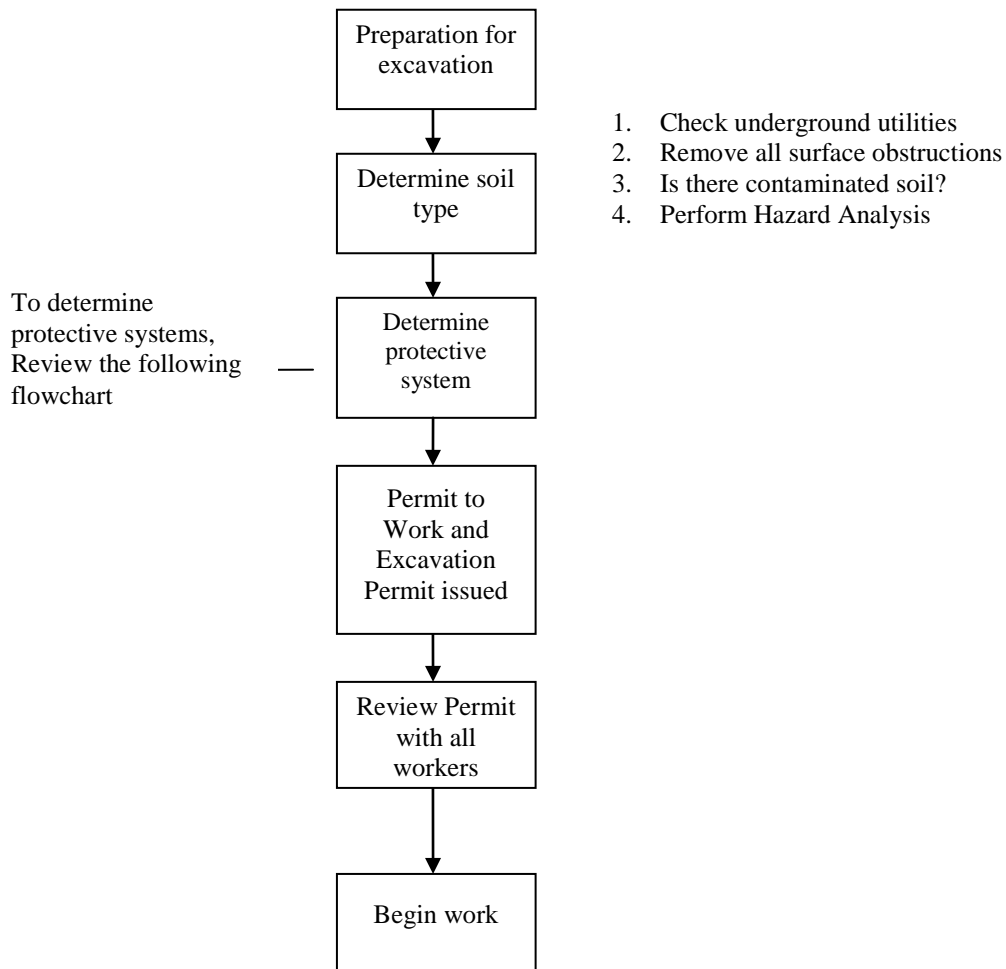 Preparation for
excavation
1. Check underground utilities
2. Remove all surface obstructions
3. Is there contaminated soil?
4. Perform Hazard Analysis
Determine soil
type
To determine
protective systems,
Review the following
flowchart
Determine
protective
system
Permit to
Work and
Excavation
Permit issued
Review Permit
with all
workers
Begin work